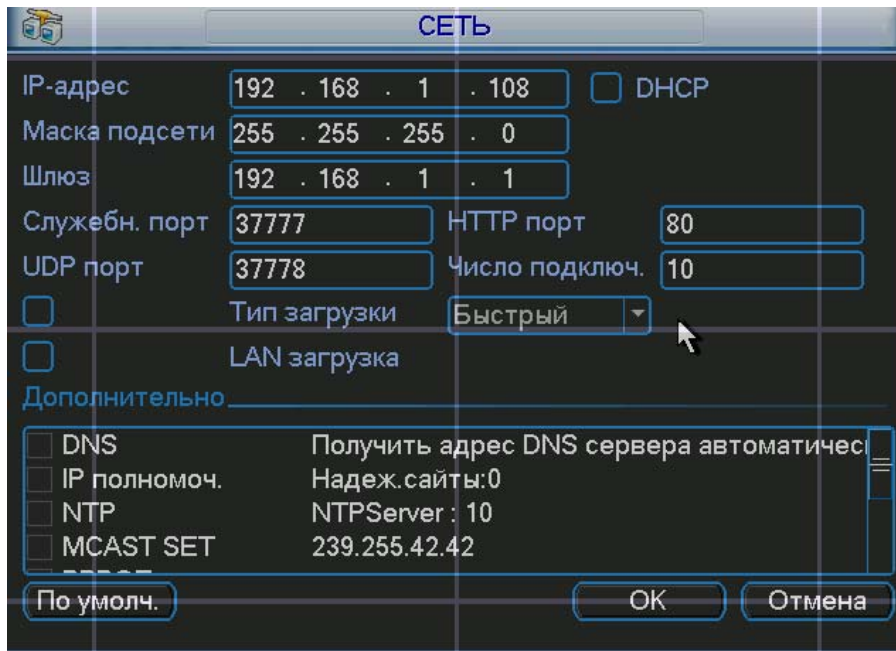 СЕТЬ
IP-адрес 192 . 168 . 1 . 108 DHCP
Маска подсети 255 . 255 . 255 . 0
Шлюз 192 . 168 . 1 . 1
Служебн. порт 37777 HTTP порт 80
UDP порт 37778 Число подключ. 10
Тип загрузки Быстрый
LAN загрузка
Дополнительно
DNS Получить адрес DNS сервера автоматичес
IP полномоч. Надеж.сайты:0
NTP NTPServer : 10
MCAST SET 239.255.42.42
По умолч. OK Отмена